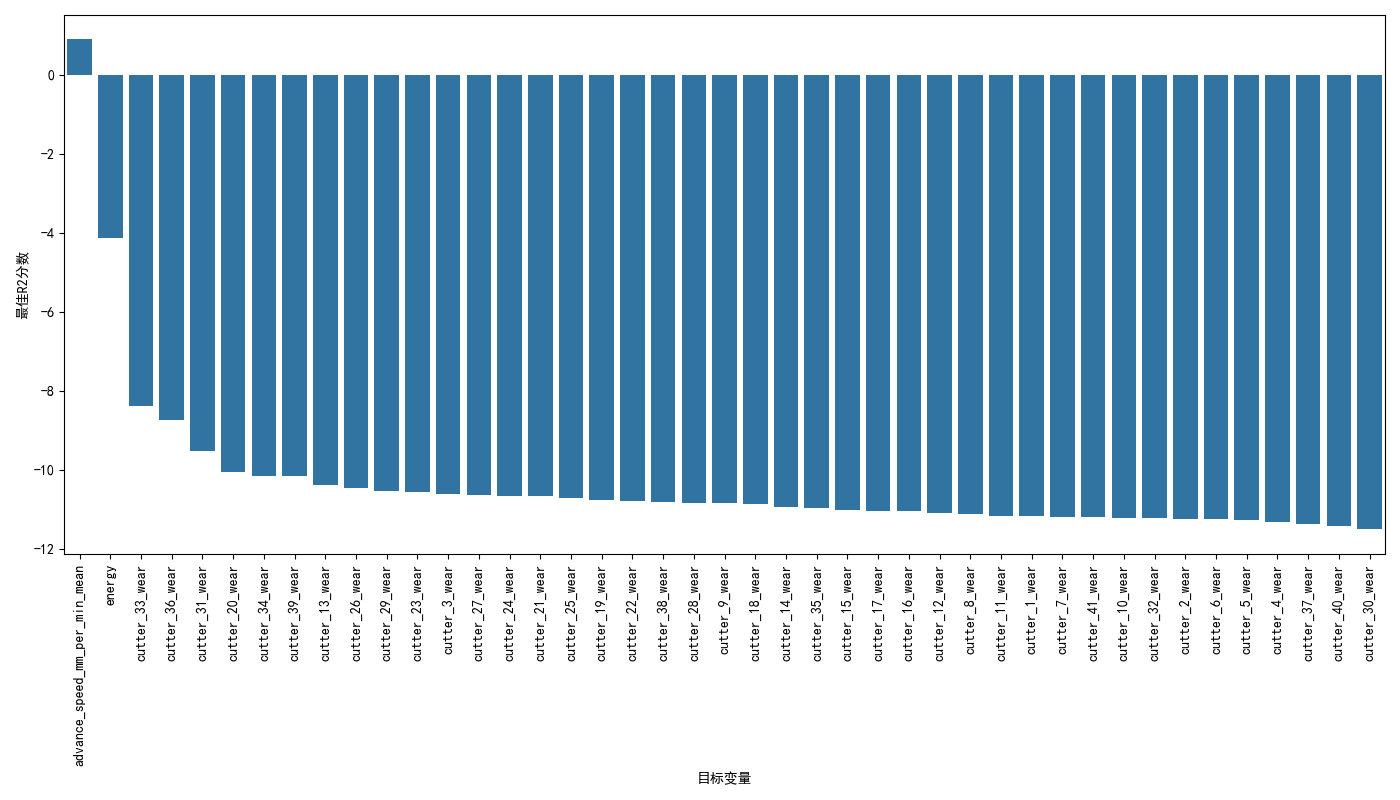 最佳R2分数
0
−2
−4
−6
−8
−10
−12
advance_speed_mm_per_min_mean
energy
cutter_33_wear
cutter_36_wear
cutter_31_wear
cutter_20_wear
cutter_34_wear
cutter_39_wear
cutter_13_wear
cutter_26_wear
cutter_29_wear
cutter_23_wear
cutter_3_wear
cutter_27_wear
cutter_24_wear
cutter_21_wear
cutter_25_wear
cutter_19_wear
cutter_22_wear
cutter_38_wear
cutter_28_wear
cutter_9_wear
cutter_18_wear
cutter_14_wear
cutter_35_wear
cutter_15_wear
cutter_17_wear
cutter_16_wear
cutter_12_wear
cutter_8_wear
cutter_11_wear
cutter_1_wear
cutter_7_wear
cutter_41_wear
cutter_10_wear
cutter_32_wear
cutter_2_wear
cutter_6_wear
cutter_5_wear
cutter_4_wear
cutter_37_wear
cutter_40_wear
cutter_30_wear
目标变量